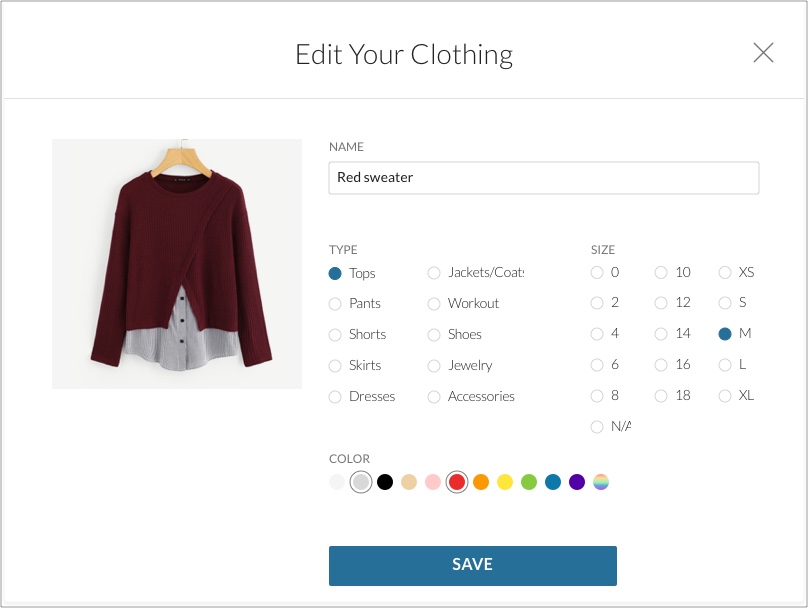 Edit Your Clothing
NAME
Red sweater
TYPE
Tops
Jackets/Coats
Pants
Workout
Shorts
Shoes
Skirts
Jewelry
Dresses
Accessories
SIZE
0
10
XS
2
12
S
4
14
M
6
16
L
8
18
XL
N/A
COLOR
SAVE